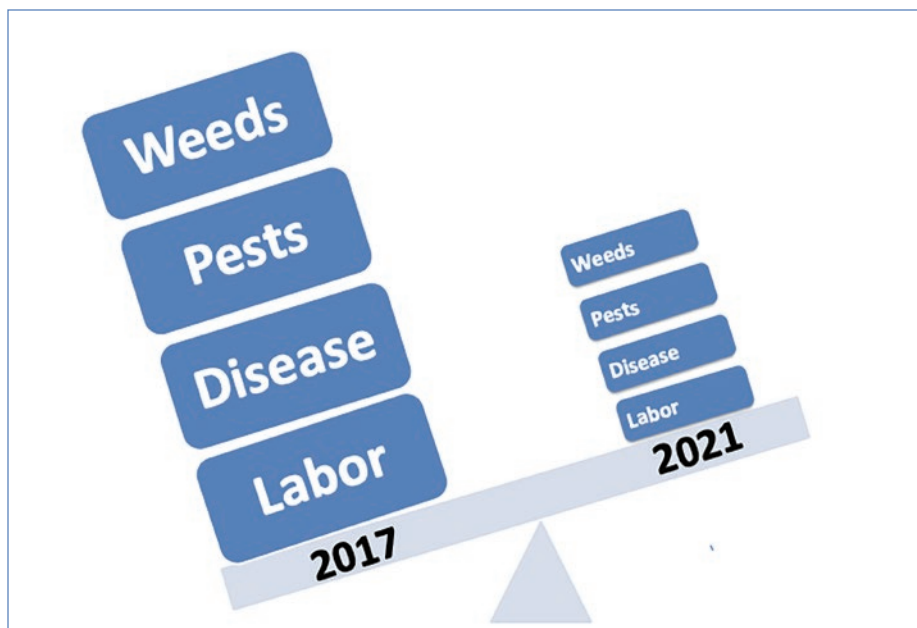 Weeds
Pests
Disease
Labor
2017
Weeds
Pests
Disease
Labor
2021